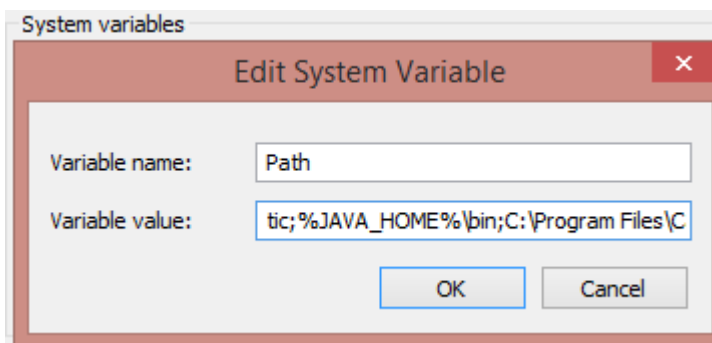 System variables
Edit System Variable
Variable name: Path
Variable value: tic;%JAVA_HOME%\bin;C:\Program Files\C
OK Cancel